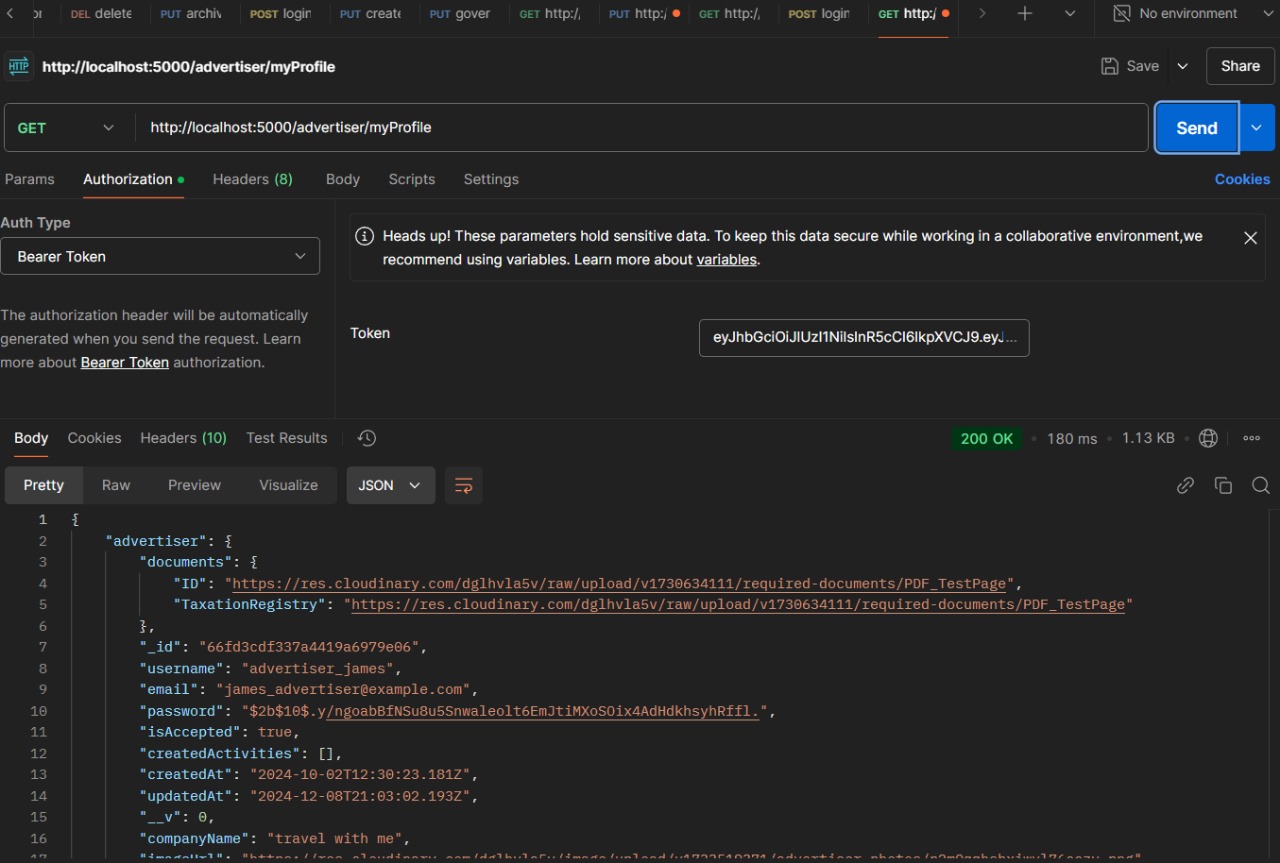 or DEL delete PUT archiv POST login PUT create PUT gover GET http:/ PUT http:/ GET http:/ POST login GET http:/ No environment
HTTP http://localhost:5000/advertiser/myProfile Save Share
GET http://localhost:5000/advertiser/myProfile Send
Params Authorization Headers (8) Body Scripts Settings Cookies
Auth Type
Bearer Token
Heads up! These parameters hold sensitive data. To keep this data secure while working in a collaborative environment,we
recommend using variables. Learn more about variables.
The authorization header will be automatically
generated when you send the request. Learn
more about Bearer Token authorization.
Token eyJhbGciOiJIUzI1NiIsInR5cCI6IkpXVCJ9.eyJ...
Body Cookies Headers (10) Test Results 200 OK 180 ms 1.13 KB
Pretty Raw Preview Visualize JSON
1 {
2 "advertiser": {
3 "documents": {
4 "ID": "https://res.cloudinary.com/dglhvla5v/raw/upload/v1730634111/required-documents/PDF_TestPage",
5 "TaxationRegistry": "https://res.cloudinary.com/dglhvla5v/raw/upload/v1730634111/required-documents/PDF_TestPage"
6 },
7 "_id": "66fd3cdf337a4419a6979e06",
8 "username": "advertiser_james",
9 "email": "james_advertiser@example.com",
10 "password": "$2b$10$.y/ngoabBfNSu8u5Snwaleolt6EmJtiMXoSOix4AdHdkhsyhRffl.",
11 "isAccepted": true,
12 "createdActivities": [],
13 "createdAt": "2024-10-02T12:30:23.181Z",
14 "updatedAt": "2024-12-08T21:03:02.193Z",
15 "__v": 0,
16 "companyName": "travel with me",
17 "imageUrl":